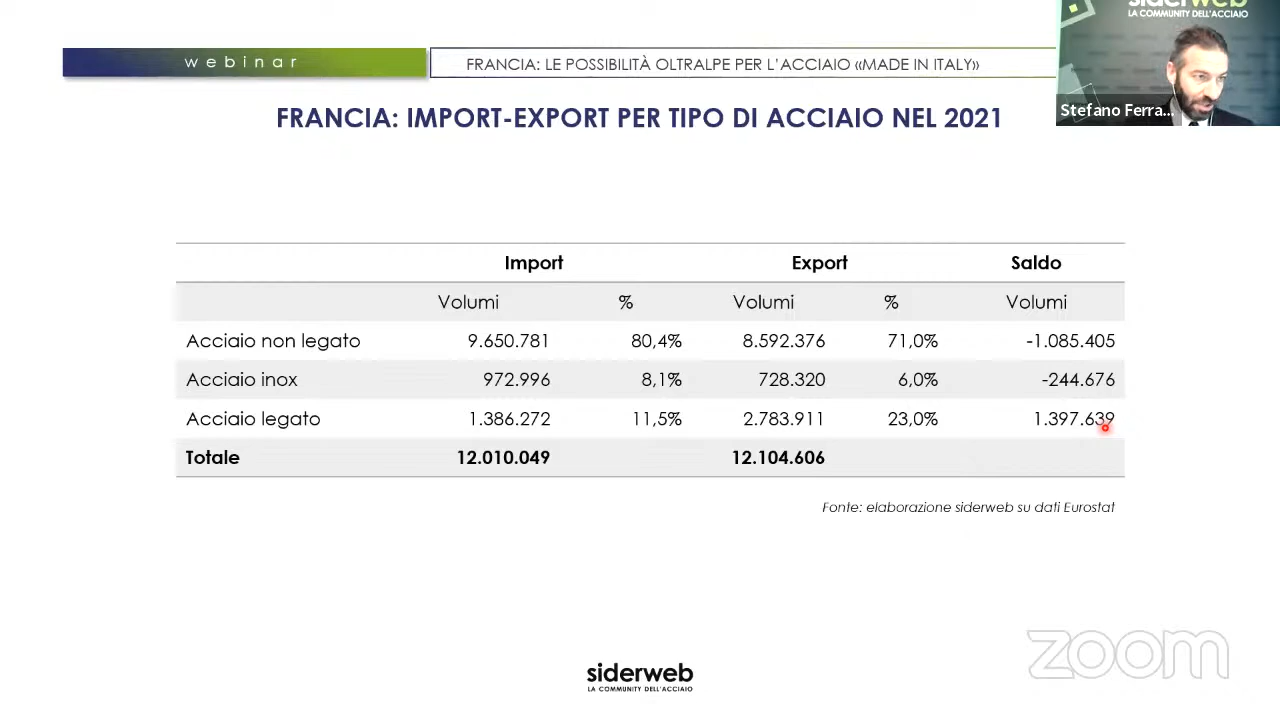 siderweb
LA COMMUNITY DELL'ACCIAIO
webinar
FRANCIA: LE POSSIBILITÀ OLTRALPE PER L'ACCIAIO «MADE IN ITALY»
Stefano Ferra...
FRANCIA: IMPORT-EXPORT PER TIPO DI ACCIAIO NEL 2021
Import Export Saldo
Volumi % Volumi % Volumi
Acciaio non legato 9.650.781 80,4% 8.592.376 71,0% -1.085.405
Acciaio inox 972.996 8,1% 728.320 6,0% -244.676
Acciaio legato 1.386.272 11,5% 2.783.911 23,0% 1.397.639
Totale 12.010.049 12.104.606
Fonte: elaborazione siderweb su dati Eurostat
zoom
siderweb
LA COMMUNITY DELL'ACCIAIO